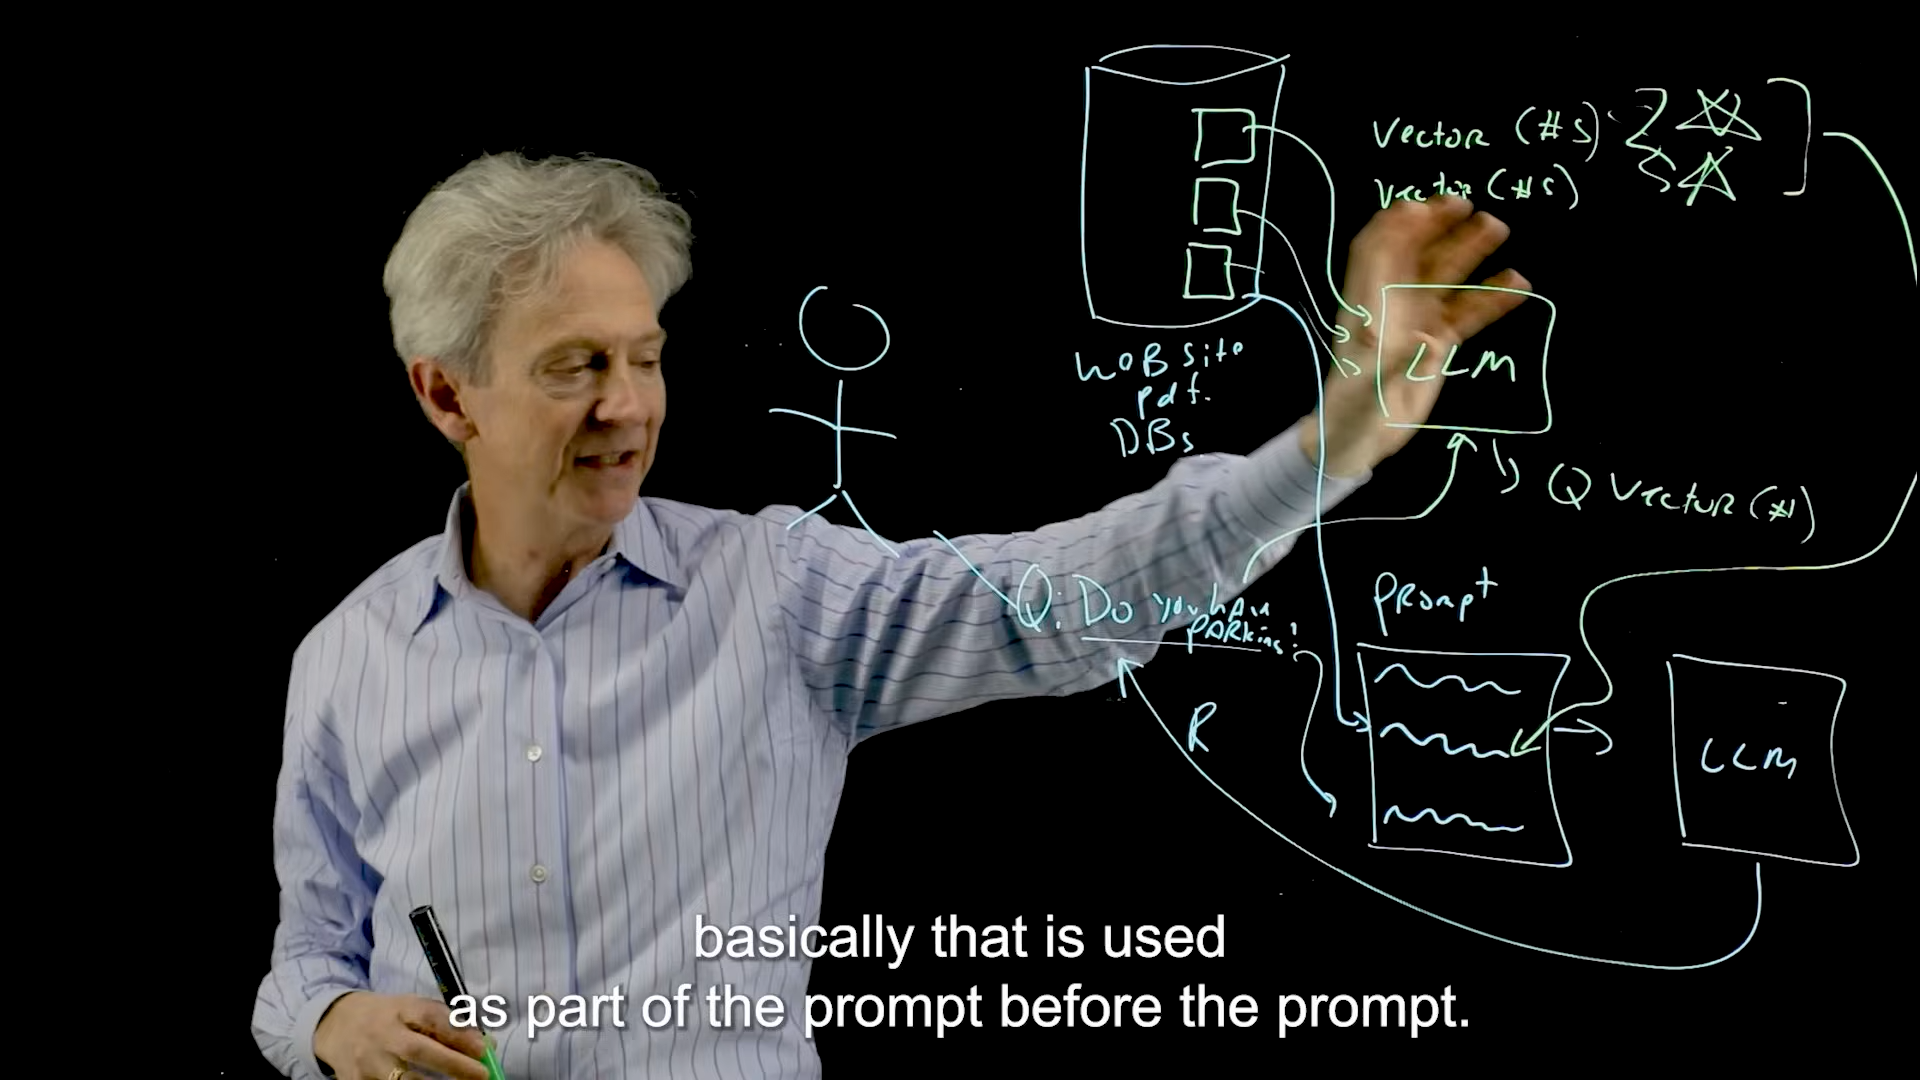 Vector (#s)
Vector (#s)
LLM
WEB Site
pdf.
DBs
Q Vector (#)
Q: Do you have
parking?
Prompt
R
LLM
basically that is used
as part of the prompt before the prompt.